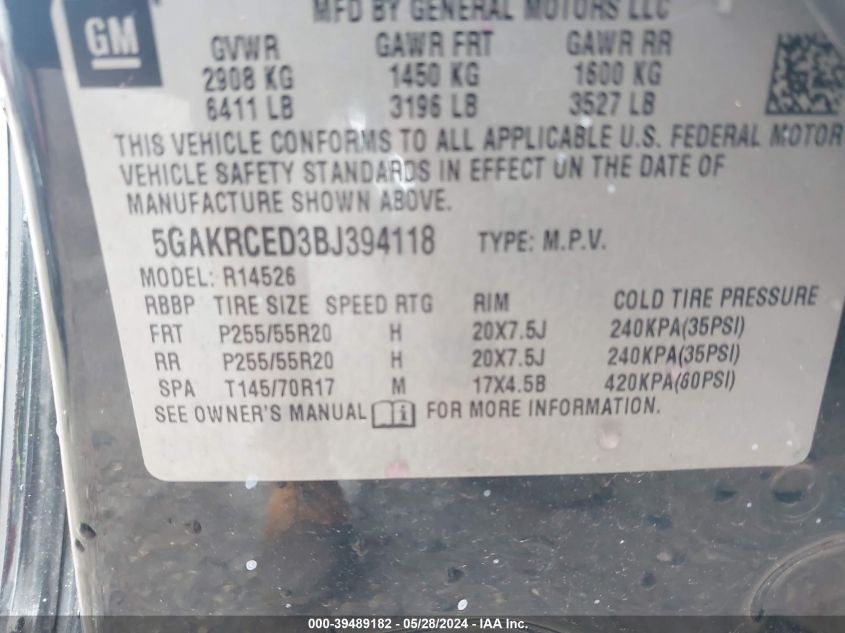 MFD BY GENERAL MOTORS LLC
GM
GVWR GAWR FRT GAWR RR
2908 KG 1450 KG 1600 KG
6411 LB 3196 LB 3527 LB
THIS VEHICLE CONFORMS TO ALL APPLICABLE U.S. FEDERAL MOTOR
VEHICLE SAFETY STANDARDS IN EFFECT ON THE DATE OF
MANUFACTURE SHOWN ABOVE.
5GAKRCED3BJ394118 TYPE: M.P.V.
MODEL: R14526
RBBP TIRE SIZE SPEED RTG RIM COLD TIRE PRESSURE
FRT P255/55R20 H 20X7.5J 240KPA(35PSI)
RR P255/55R20 H 20X7.5J 240KPA(35PSI)
SPA T145/70R17 M 17X4.5B 420KPA(60PSI)
SEE OWNER'S MANUAL FOR MORE INFORMATION.
000-39489182 - 05/28/2024 - IAA Inc.